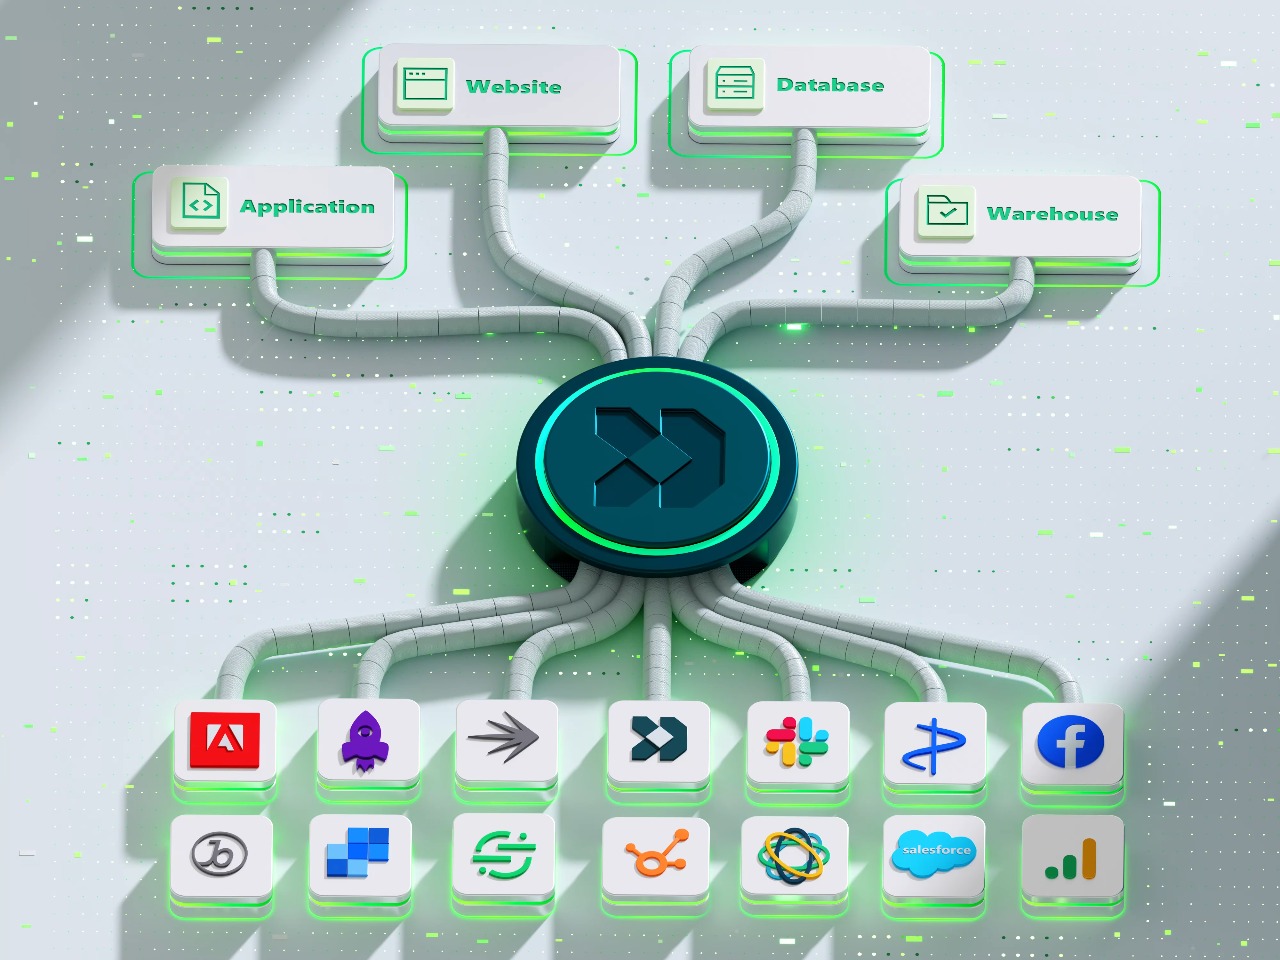 Website
Database
Application
Warehouse
salesforce